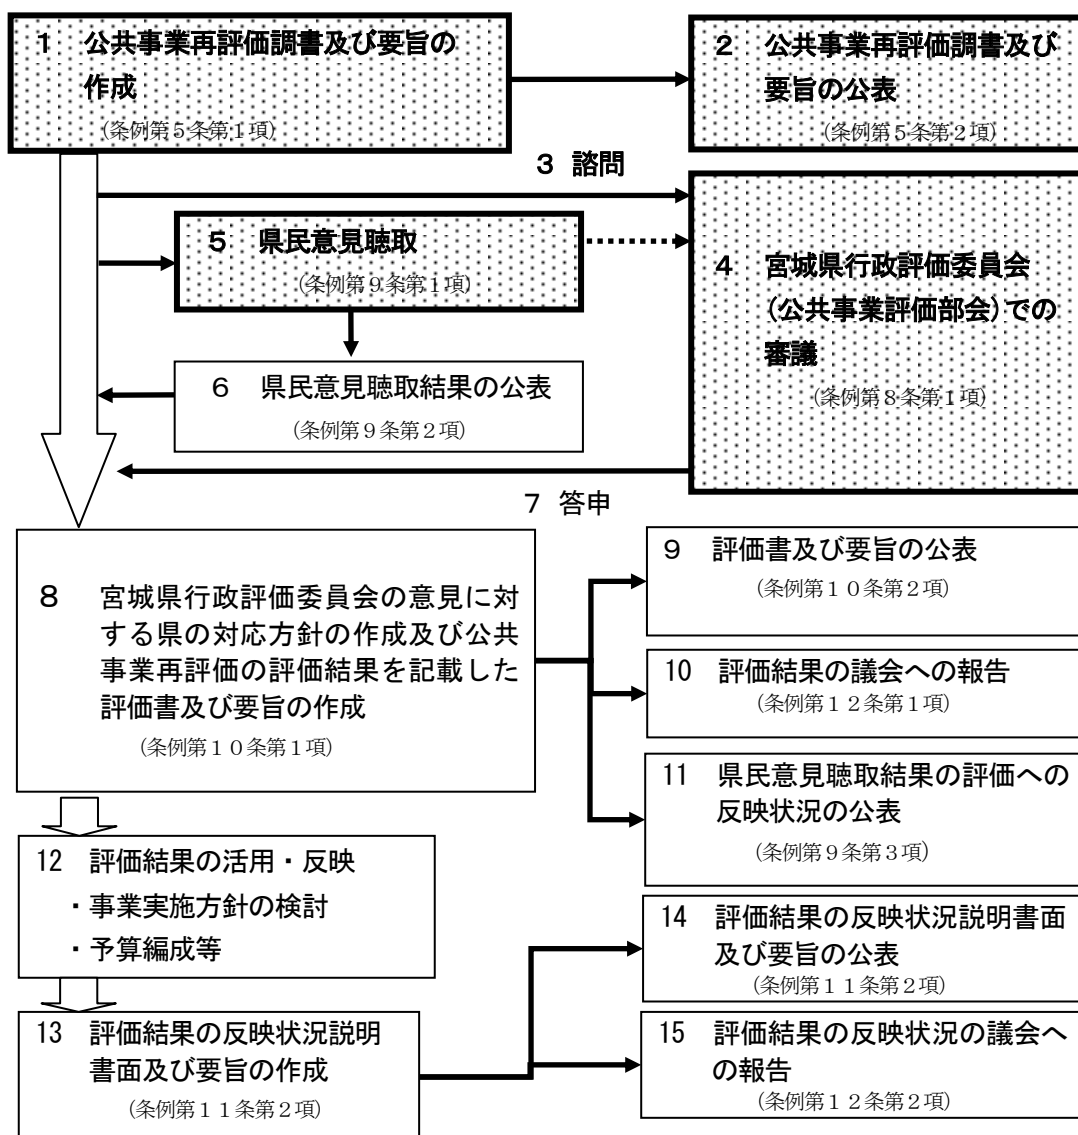 1 公共事業再評価調書及び要旨の
作成
(条例第5条第1項)
2 公共事業再評価調書及び
要旨の公表
(条例第5条第2項)
3 諮問
5 県民意見聴取
(条例第9条第1項)
4 宮城県行政評価委員会
(公共事業評価部会)での
審議
(条例第8条第1項)
6 県民意見聴取結果の公表
(条例第9条第2項)
7 答申
8 宮城県行政評価委員会の意見に対
する県の対応方針の作成及び公共
事業再評価の評価結果を記載した
評価書及び要旨の作成
(条例第10条第1項)
9 評価書及び要旨の公表
(条例第10条第2項)
10 評価結果の議会への報告
(条例第12条第1項)
11 県民意見聴取結果の評価への
反映状況の公表
(条例第9条第3項)
12 評価結果の活用・反映
・事業実施方針の検討
・予算編成等
13 評価結果の反映状況説明
書面及び要旨の作成
(条例第11条第2項)
14 評価結果の反映状況説明書面
及び要旨の公表
(条例第11条第2項)
15 評価結果の反映状況の議会へ
の報告
(条例第12条第2項)